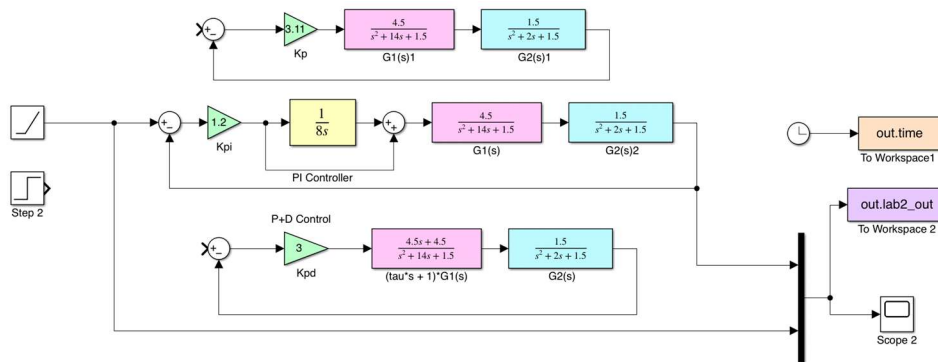 3.11
Kp
4.5
s² + 14s + 1.5
G1(s)1
1.5
s² + 2s + 1.5
G2(s)1
1.2
Kpi
1
8s
PI Controller
4.5
s² + 14s + 1.5
G1(s)
1.5
s² + 2s + 1.5
G2(s)2
out.time
To Workspace1
Step 2
out.lab2_out
To Workspace 2
P+D Control
3
Kpd
4.5s + 4.5
s² + 14s + 1.5
(tau*s + 1)*G1(s)
1.5
s² + 2s + 1.5
G2(s)
Scope 2